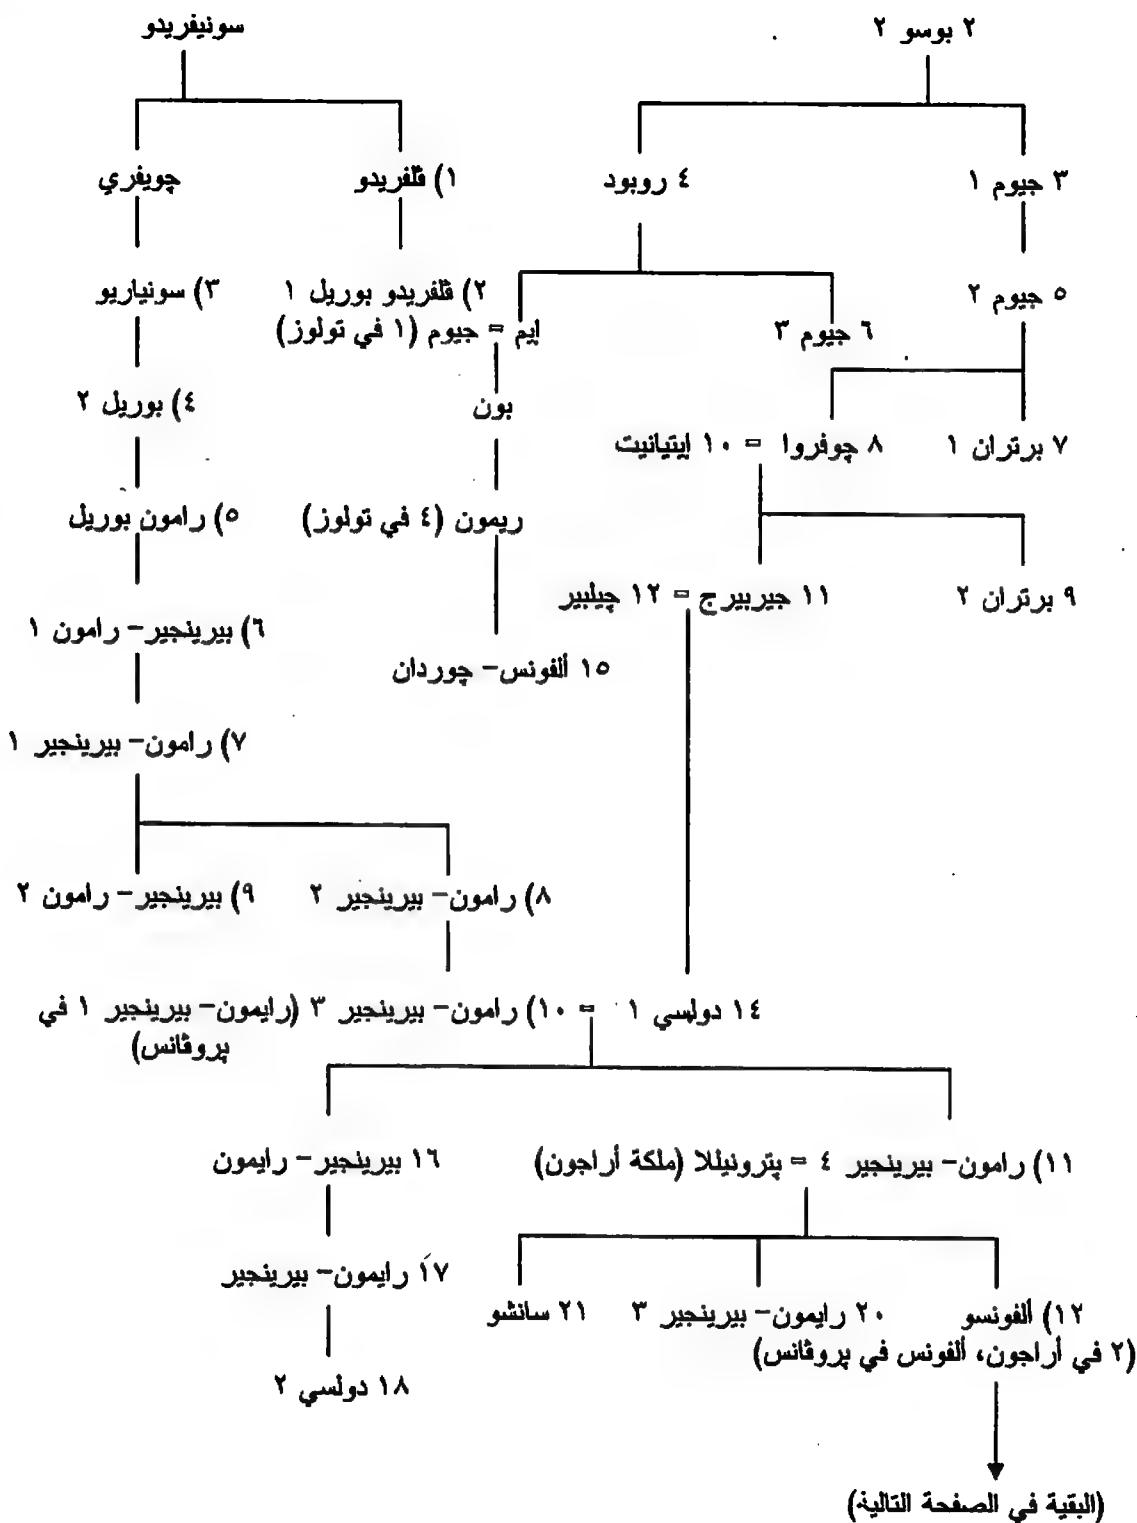 ٢ بوسو ٢
سونيفريدو
٣ جيوم ١
٤ روبود
١) ڤلفريدو
چويفري
٥ جيوم ٢
٦ جيوم ٣
إيم = جيوم (١ في تولوز)
٢) ڤلفريدو بوريل ١
٣) سونياريو
بون
٤) بوريل ٢
٧ برتران ١
٨ چوفروا = ١٠ إيتيانيت
ريمون (٤ في تولوز)
٥) رامون بوريل
٩ برتران ٢
١١ جيربيرج = ١٢ چيلبير
٦) بيرينجير– رامون ١
١٥ ألفونس– چوردان
٧) رامون– بيرينجير ١
٨) رامون– بيرينجير ٢
٩) بيرينجير– رامون ٢
١٤ دولسي ١ = ١٠) رامون– بيرينجير ٣ (رايمون– بيرينجير ١ في
پروڤانس)
١١) رامون– بيرينجير ٤ = پترونيللا (ملكة أراجون)
١٦ بيرينجير– رايمون
١٧ رايمون– بيرينجير
١٢) ألفونسو
(٢ في أراجون، ألفونس في پروڤانس)
٢٠ رايمون– بيرينجير ٣
٢١ سانشو
١٨ دولسي ٢
(البقية في الصفحة التالية)